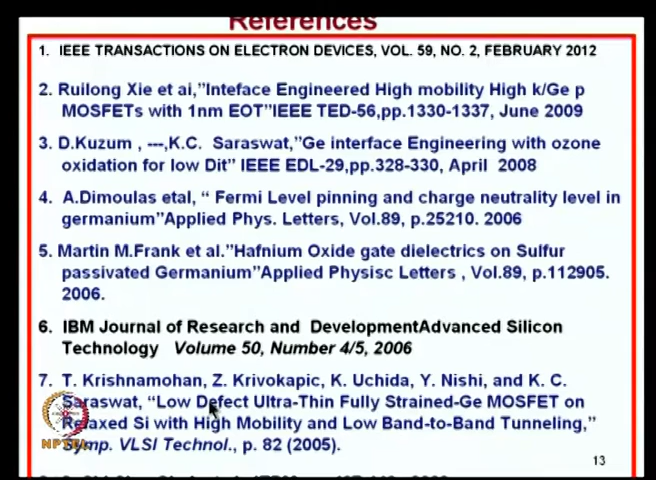 References
1. IEEE TRANSACTIONS ON ELECTRON DEVICES, VOL. 59, NO. 2, FEBRUARY 2012
2. Ruilong Xie et ai,”Inteface Engineered High mobility High k/Ge p
MOSFETs with 1nm EOT”IEEE TED-56,pp.1330-1337, June 2009
3. D.Kuzum , ---,K.C. Saraswat,”Ge interface Engineering with ozone
oxidation for low Dit” IEEE EDL-29,pp.328-330, April 2008
4. A.Dimoulas etal, “ Fermi Level pinning and charge neutrality level in
germanium”Applied Phys. Letters, Vol.89, p.25210. 2006
5. Martin M.Frank et al.”Hafnium Oxide gate dielectrics on Sulfur
passivated Germanium”Applied Physisc Letters , Vol.89, p.112905.
2006.
6. IBM Journal of Research and DevelopmentAdvanced Silicon
Technology Volume 50, Number 4/5, 2006
7. T. Krishnamohan, Z. Krivokapic, K. Uchida, Y. Nishi, and K. C.
Saraswat, “Low Defect Ultra-Thin Fully Strained-Ge MOSFET on
Relaxed Si with High Mobility and Low Band-to-Band Tunneling,”
Symp. VLSI Technol., p. 82 (2005).
NPTEL
13